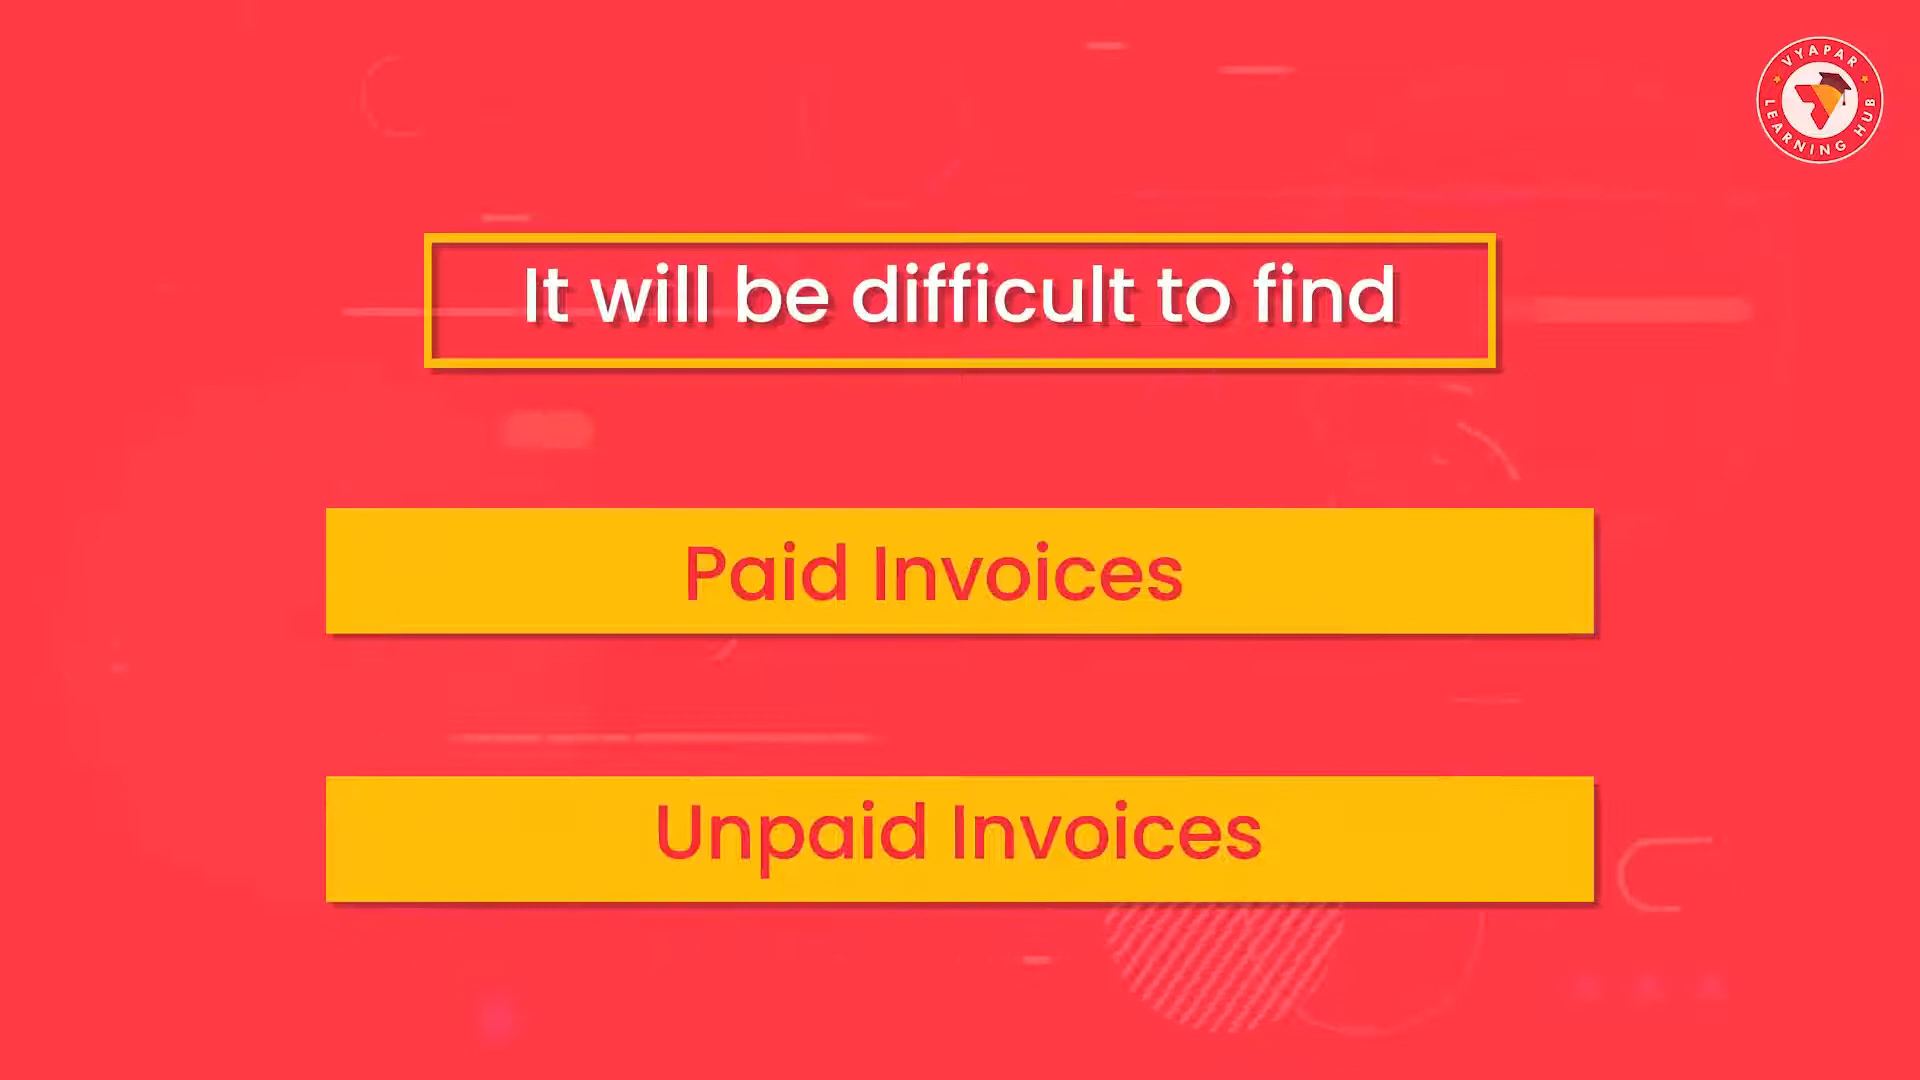 VYAPAR
LEARNING HUB
It will be difficult to find
Paid Invoices
Unpaid Invoices